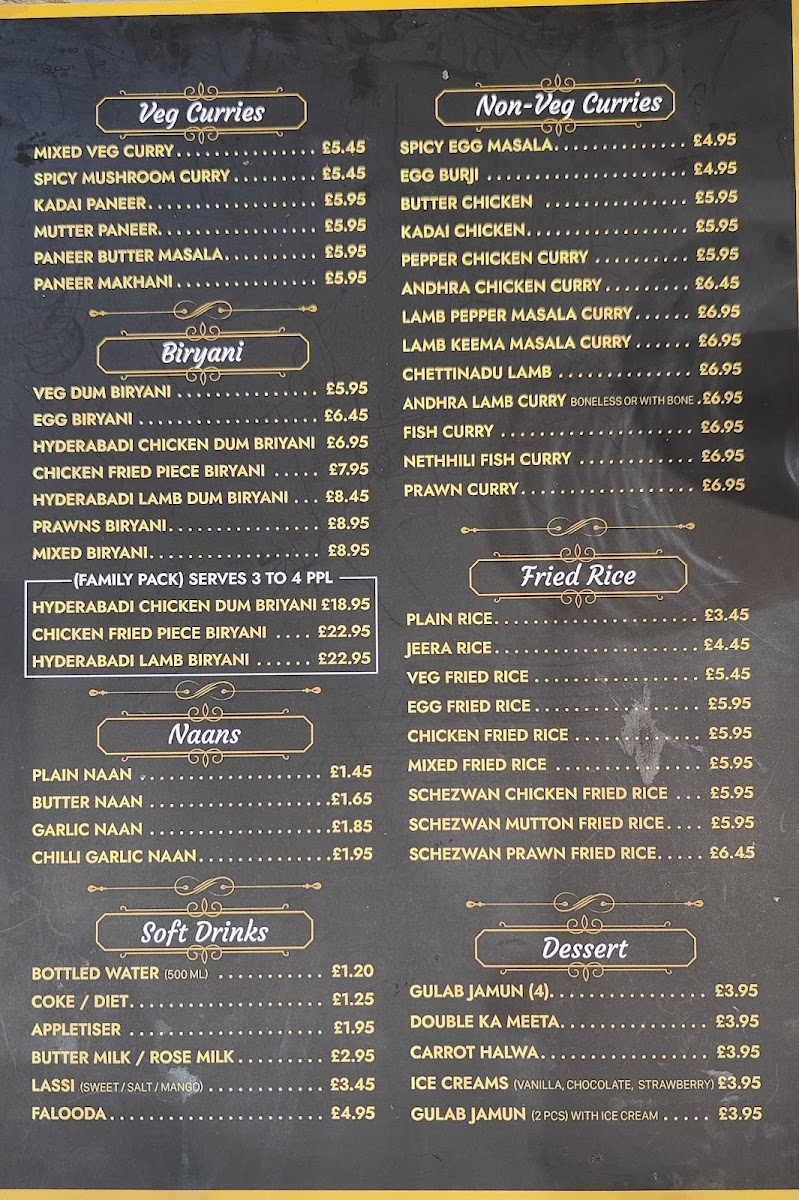 Veg Curries
MIXED VEG CURRY............... £5.45
SPICY MUSHROOM CURRY......... £5.45
KADAI PANEER................... £5.95
MUTTER PANEER.................. £5.95
PANEER BUTTER MASALA.......... £5.95
PANEER MAKHANI................ £5.95
Biryani
VEG DUM BIRYANI ............... £5.95
EGG BIRYANI .................... £6.45
HYDERABADI CHICKEN DUM BRIYANI £6.95
CHICKEN FRIED PIECE BIRYANI ..... £7.95
HYDERABADI LAMB DUM BIRYANI ... £8.45
PRAWNS BIRYANI................ £8.95
MIXED BIRYANI.................. £8.95
(FAMILY PACK) SERVES 3 TO 4 PPL
HYDERABADI CHICKEN DUM BRIYANI £18.95
CHICKEN FRIED PIECE BIRYANI .... £22.95
HYDERABADI LAMB BIRYANI ...... £22.95
Naans
PLAIN NAAN .................... £1.45
BUTTER NAAN ................... £1.65
GARLIC NAAN ................... £1.85
CHILLI GARLIC NAAN.............. £1.95
Soft Drinks
BOTTLED WATER (500 ML) ........... £1.20
COKE / DIET..................... £1.25
APPLETISER ..................... £1.95
BUTTER MILK / ROSE MILK......... £2.95
LASSI (SWEET / SALT / MANGO) ............ £3.45
FALOODA....................... £4.95
Non-Veg Curries
SPICY EGG MASALA.............. £4.95
EGG BURJI ..................... £4.95
BUTTER CHICKEN ............... £5.95
KADAI CHICKEN................. £5.95
PEPPER CHICKEN CURRY .......... £5.95
ANDHRA CHICKEN CURRY......... £6.45
LAMB PEPPER MASALA CURRY...... £6.95
LAMB KEEMA MASALA CURRY ...... £6.95
CHETTINADU LAMB .............. £6.95
ANDHRA LAMB CURRY BONELESS OR WITH BONE .£6.95
FISH CURRY .................... £6.95
NETHHILI FISH CURRY ............ £6.95
PRAWN CURRY.................. £6.95
Fried Rice
PLAIN RICE...................... £3.45
JEERA RICE...................... £4.45
VEG FRIED RICE .................. £5.45
EGG FRIED RICE.................. £5.95
CHICKEN FRIED RICE ............. £5.95
MIXED FRIED RICE ............... £5.95
SCHEZWAN CHICKEN FRIED RICE ... £5.95
SCHEZWAN MUTTON FRIED RICE.... £5.95
SCHEZWAN PRAWN FRIED RICE..... £6.45
Dessert
GULAB JAMUN (4)................ £3.95
DOUBLE KA MEETA............... £3.95
CARROT HALWA................. £3.95
ICE CREAMS (VANILLA, CHOCOLATE, STRAWBERRY) £3.95
GULAB JAMUN (2 PCS) WITH ICE CREAM ..... £3.95